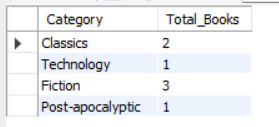 Category Total_Books
Classics 2
Technology 1
Fiction 3
Post-apocalyptic 1